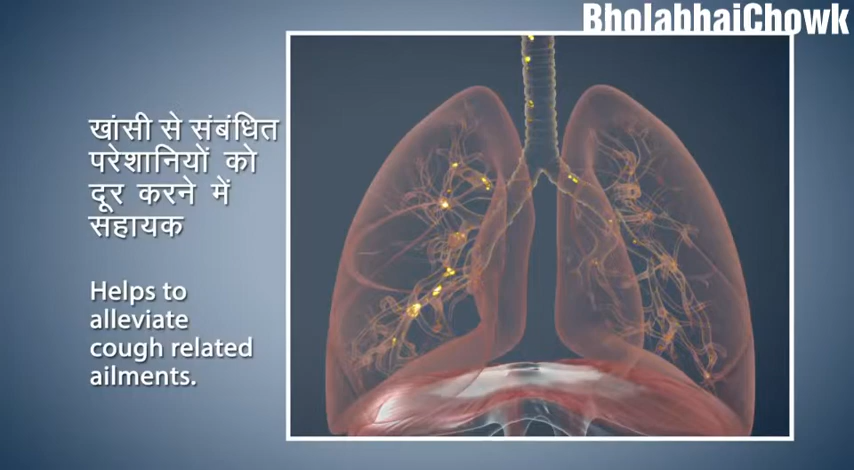 BholabhaiChowk
खांसी से संबंधित
परेशानियों को
दूर करने में
सहायक
Helps to
alleviate
cough related
ailments.